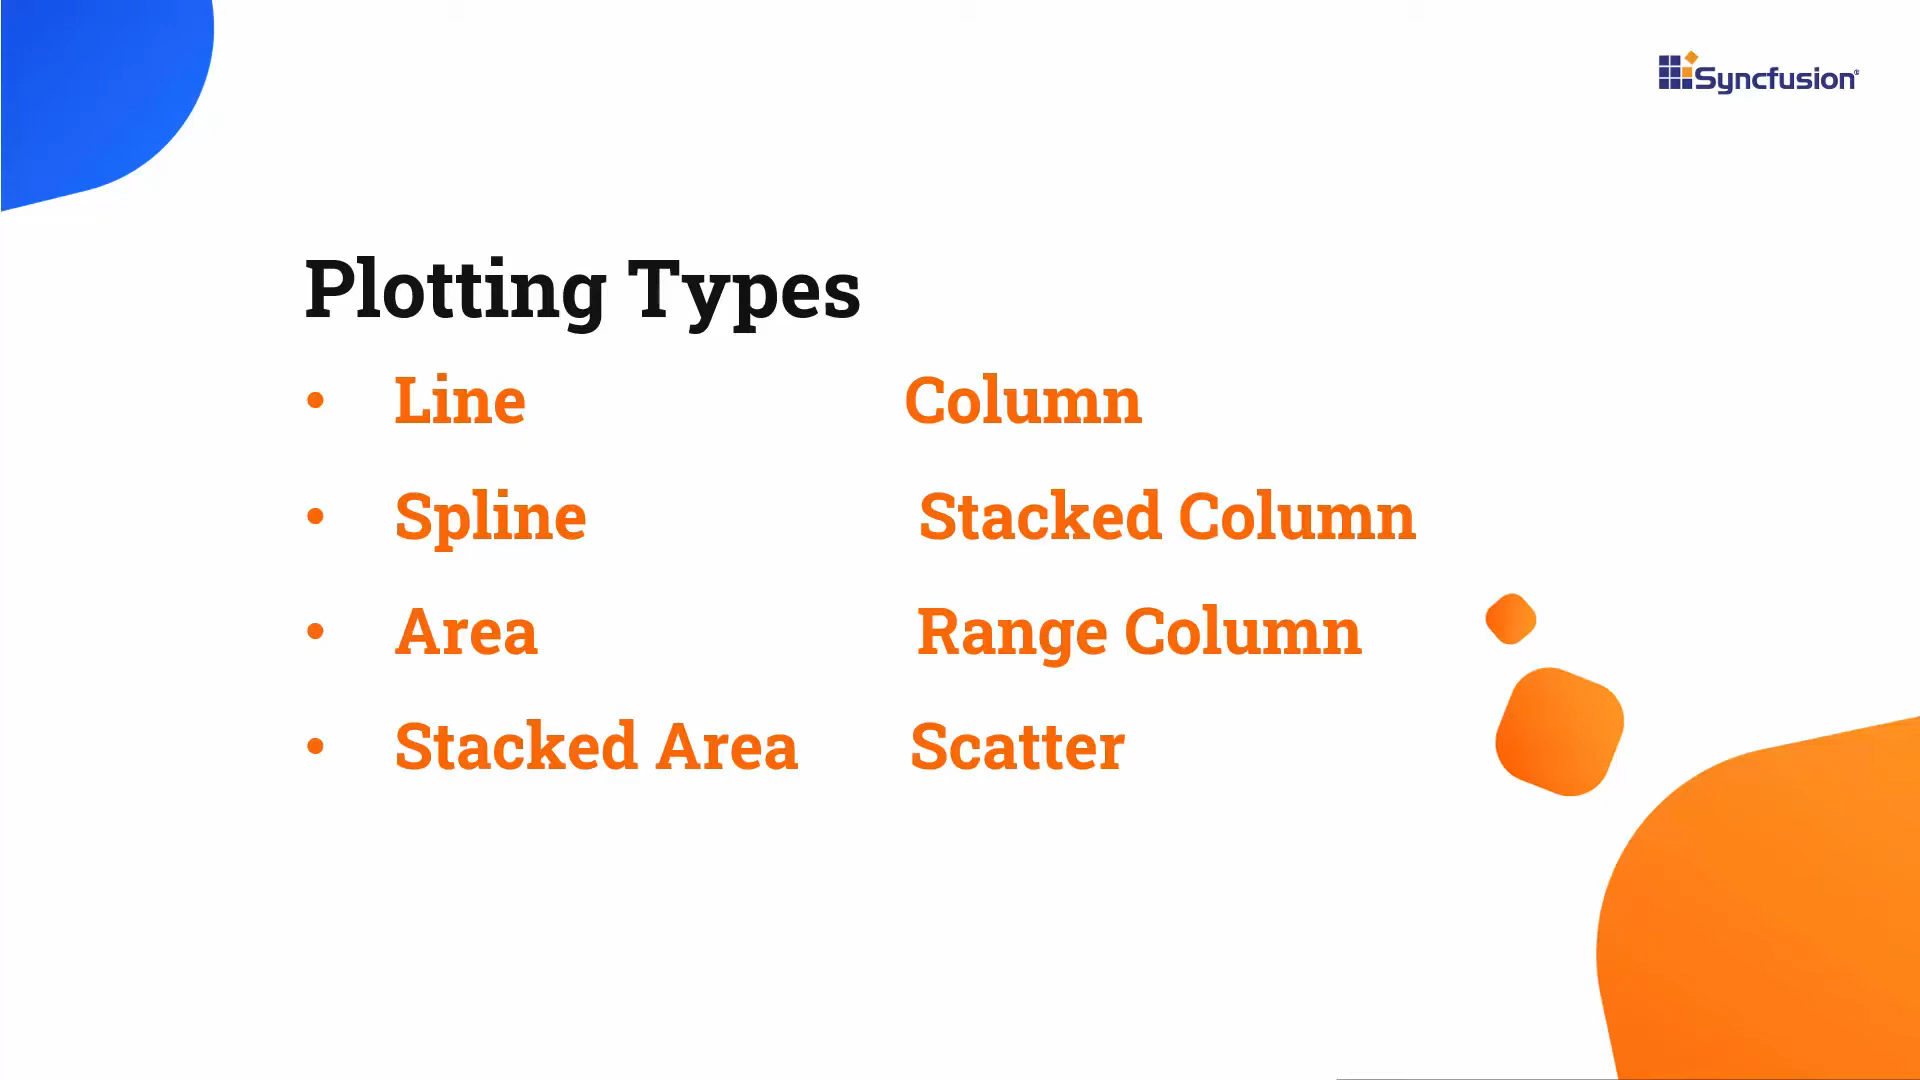 Syncfusion®
Plotting Types
• Line Column
• Spline Stacked Column
• Area Range Column
• Stacked Area Scatter